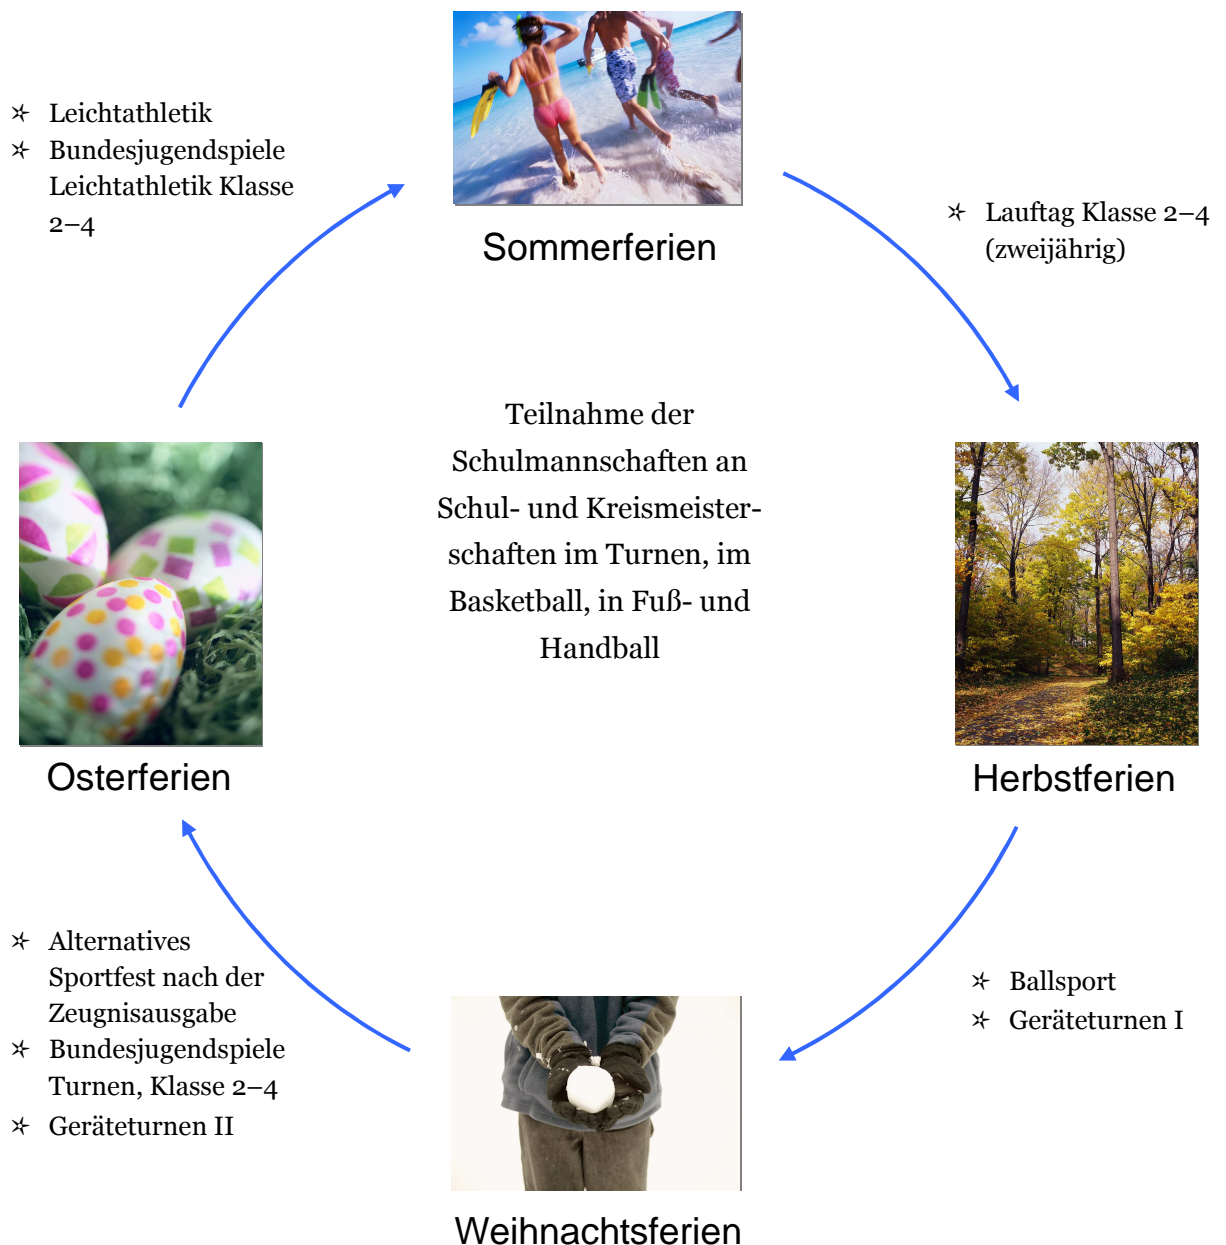 ✰ Leichtathletik
✰ Bundesjugendspiele
Leichtathletik Klasse
2–4
Sommerferien
✰ Lauftag Klasse 2–4
(zweijährig)
Teilnahme der
Schulmannschaften an
Schul- und Kreismeister-
schaften im Turnen, im
Basketball, in Fuß- und
Handball
Osterferien
Herbstferien
✰ Alternatives
Sportfest nach der
Zeugnisausgabe
✰ Bundesjugendspiele
Turnen, Klasse 2–4
✰ Geräteturnen II
✰ Ballsport
✰ Geräteturnen I
Weihnachtsferien